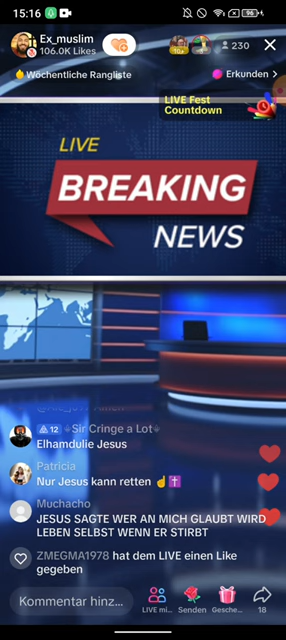 15:16
96
Ex_muslim
106.0K Likes
10+
230
Wöchentliche Rangliste
Erkunden >
LIVE Fest
Countdown
LIVE
BREAKING
NEWS
12 Sir Cringe a Lot
Elhamdulie Jesus
Patricia
Nur Jesus kann retten ☝️✝️
Muchacho
JESUS SAGTE WER AN MICH GLAUBT WIRD
LEBEN SELBST WENN ER STIRBT
ZMEGMA1978 hat dem LIVE einen Like
gegeben
Kommentar hinz...
LIVE mi... Senden Gesche... 18